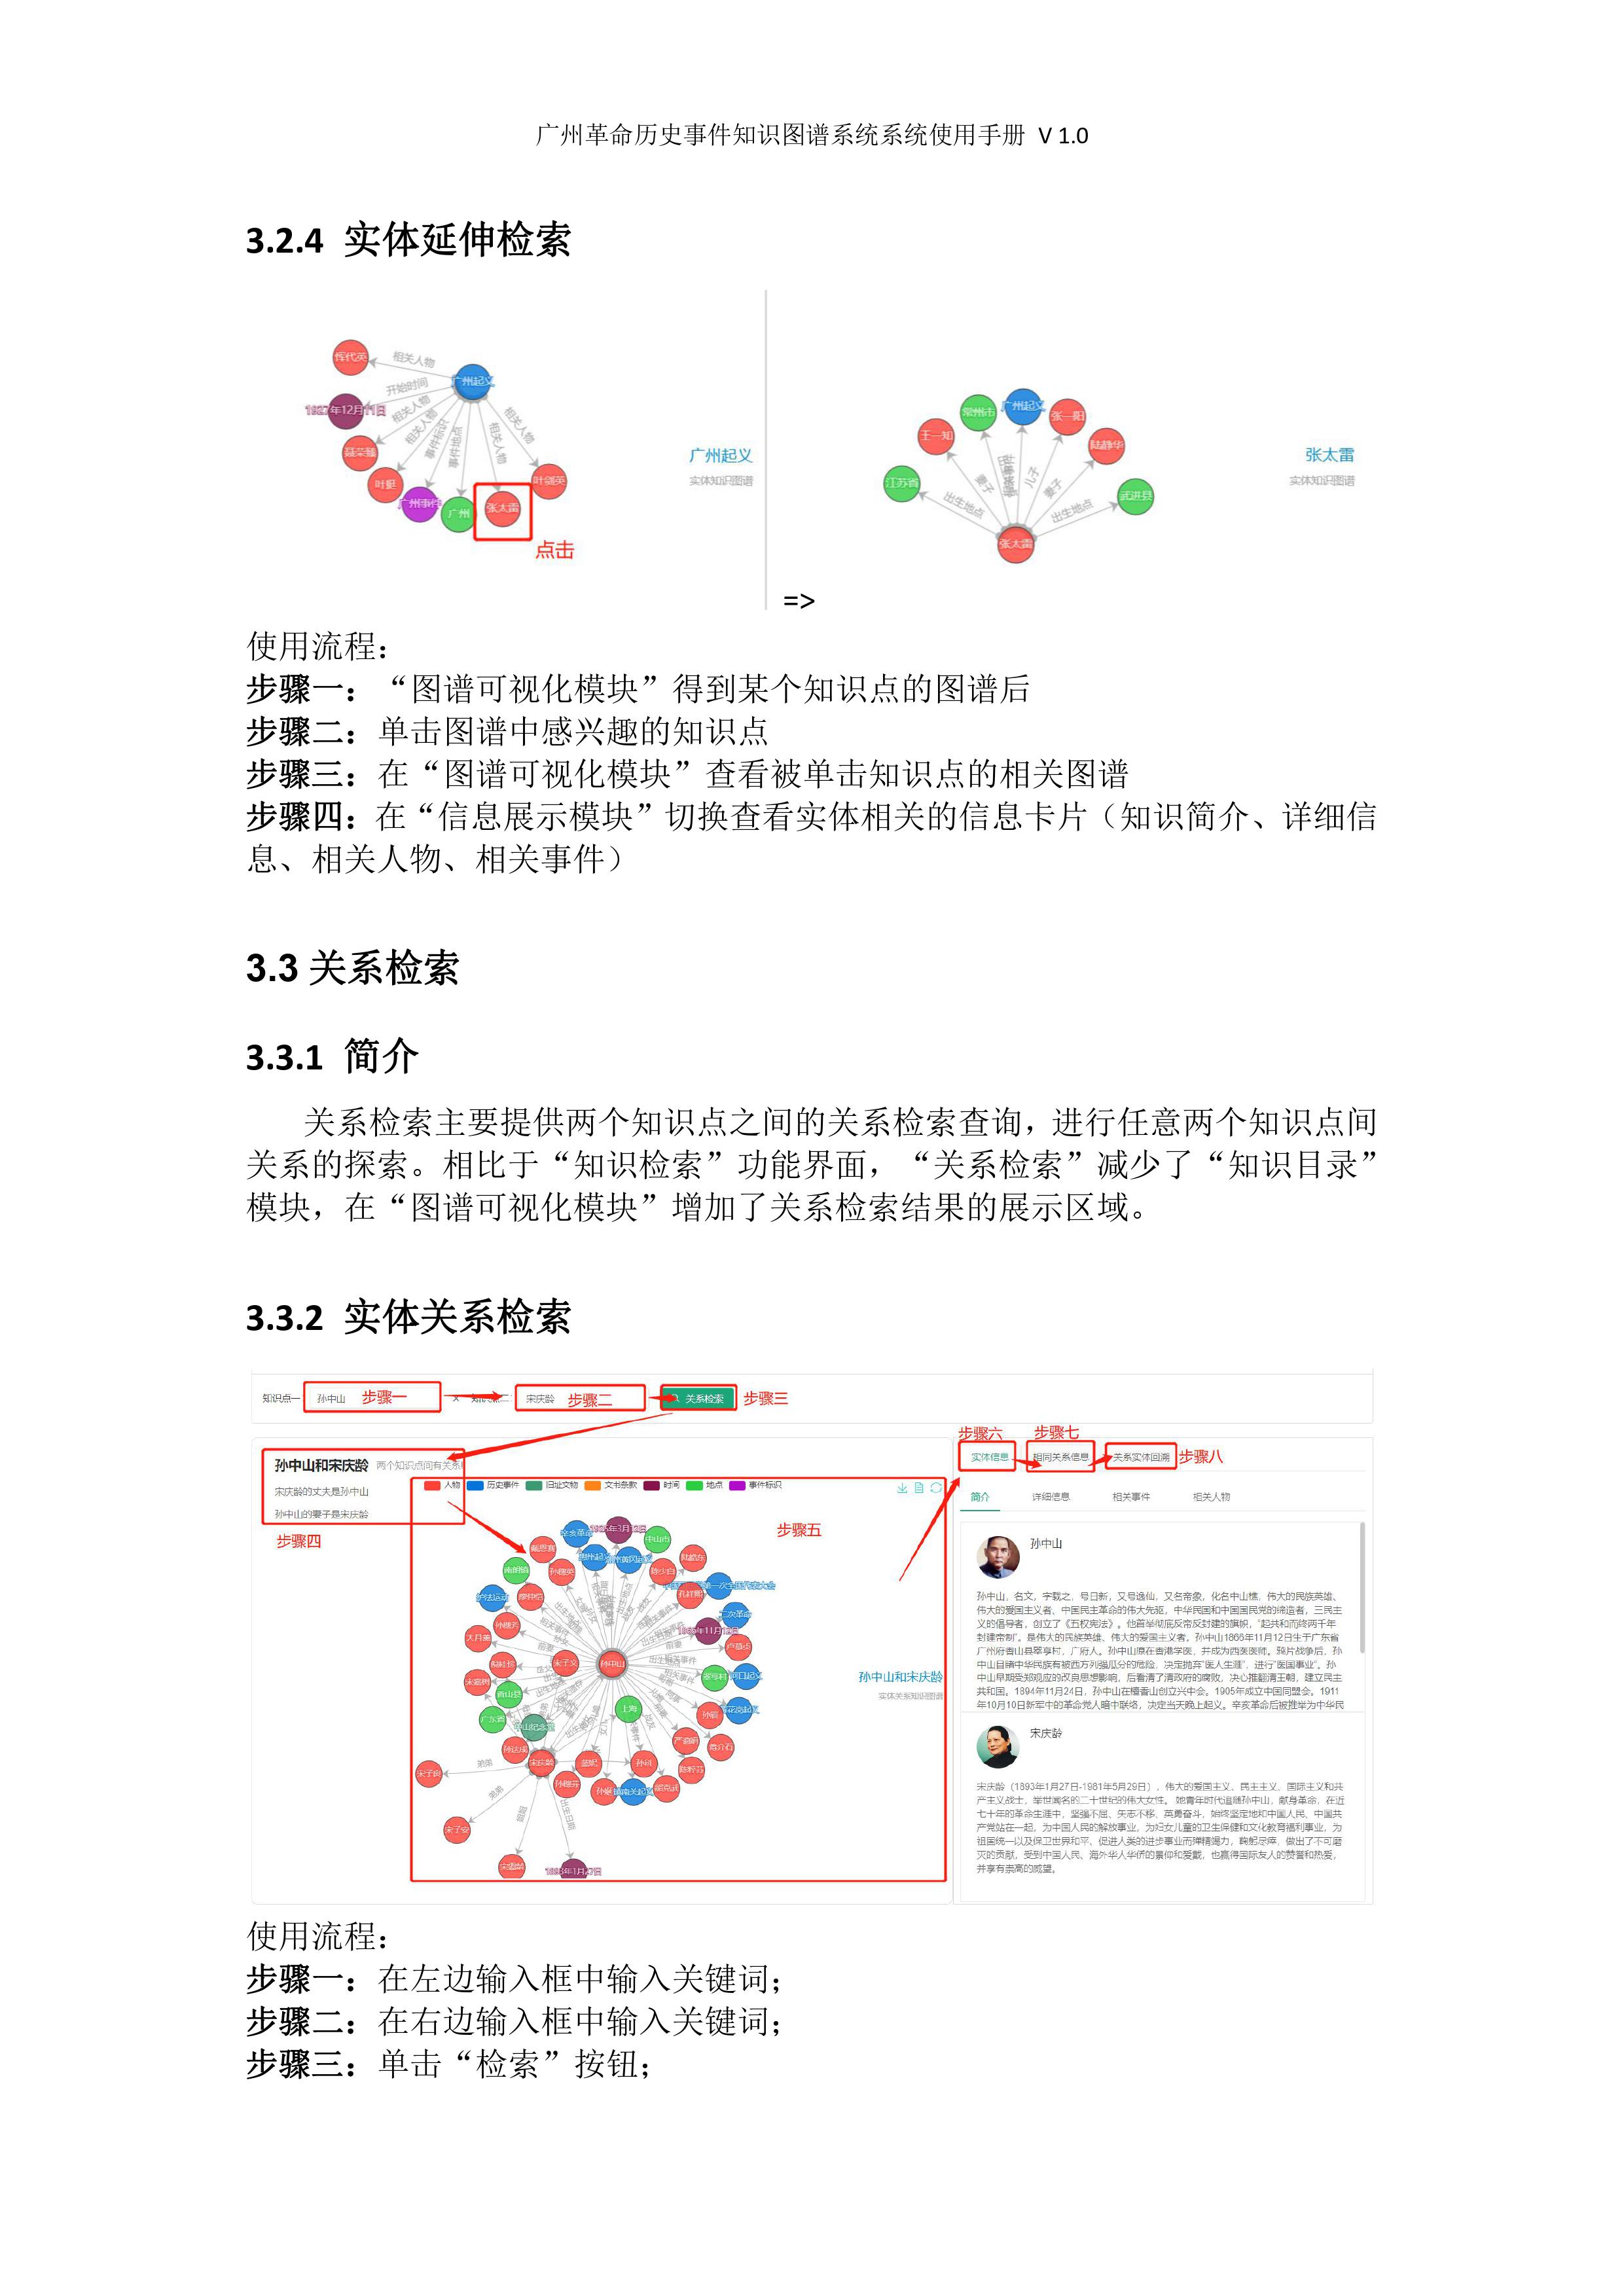 广州革命历史事件知识图谱系统系统使用手册 V 1.0
3.2.4 实体延伸检索
恽代英
相关人物
广州起义
开始时间
1927年12月11日
相关人物
相关人物
事件标识
事件地点
相关人物
相关人物
聂荣臻
叶挺
广州事件
广州
张太雷
叶剑英
点击
广州起义
实体知识图谱
=>
常州市
广州起义
张一阳
王一知
陆静华
江苏省
武进县
妻子
儿子
妻子
出生地点
出生地点
张太雷
张太雷
实体知识图谱
使用流程：
步骤一：“图谱可视化模块”得到某个知识点的图谱后
步骤二：单击图谱中感兴趣的知识点
步骤三：在“图谱可视化模块”查看被单击知识点的相关图谱
步骤四：在“信息展示模块”切换查看实体相关的信息卡片（知识简介、详细信
息、相关人物、相关事件）
3.3 关系检索
3.3.1 简介
关系检索主要提供两个知识点之间的关系检索查询，进行任意两个知识点间
关系的探索。相比于“知识检索”功能界面，“关系检索”减少了“知识目录”
模块，在“图谱可视化模块”增加了关系检索结果的展示区域。
3.3.2 实体关系检索
知识点一 孙中山 步骤一 宋庆龄 步骤二 关系检索 步骤三
步骤六 步骤七
实体信息 相同关系信息 关系实体回溯 步骤八
孙中山和宋庆龄 两个知识点间有关系
宋庆龄的丈夫是孙中山
孙中山的妻子是宋庆龄
步骤四
人物 历史事件 旧址文物 文书条款 时间 地点 事件标识
步骤五
孙中山
宋庆龄
上海
中山市
香山县
广东省
二次革命
宋子文
弟弟
弟弟
出生日期
孙中山和宋庆龄
实体关系知识图谱
简介 详细信息 相关事件 相关人物
孙中山
孙中山，名文，字载之，号日新，又号逸仙，又名帝象，化名中山樵，伟大的民族英雄、
伟大的爱国主义者、中国民主革命的伟大先驱，中华民国和中国国民党的缔造者，三民主
义的倡导者，创立了《五权宪法》。他首举彻底反帝反封建的旗帜，“起共和而终两千年
封建帝制”。是伟大的民族英雄、伟大的爱国主义者，孙中山1866年11月12日生于广东省
广州府香山县翠亨村，广府人。孙中山原在香港学医，并成为西医医师。鸦片战争后，孙
中山目睹中华民族有被西方列强瓜分的危险，决定抛弃“医人生涯”，进行“医国事业”。孙
中山早期受郑观应的改良思想影响，后看清了清政府的腐败，决心推翻清王朝，建立民主
共和国。1894年11月24日，孙中山在檀香山创立兴中会。1905年成立中国同盟会。1911
年10月10日新军中的革命党人暗中联络，决定当天晚上起义。辛亥革命后被推举为中华民
宋庆龄
宋庆龄（1893年1月27日-1981年5月29日），伟大的爱国主义、民主主义、国际主义和共
产主义战士，举世闻名的二十世纪的伟大女性。她青年时代追随孙中山，献身革命，在近
七十年的革命生涯中，坚强不屈，矢志不移，英勇奋斗，始终坚定地和中国人民、中国共
产党站在一起，为中国人民的解放事业，为妇女儿童的卫生保健和文化教育福利事业，为
祖国统一以及保卫世界和平、促进人类的进步事业而殚精竭力，鞠躬尽瘁，做出了不可磨
灭的贡献，受到中国人民、海外华人华侨的景仰和爱戴，也赢得国际友人的赞誉和热爱，
并享有崇高的威望。
使用流程：
步骤一：在左边输入框中输入关键词；
步骤二：在右边输入框中输入关键词；
步骤三：单击“检索”按钮；